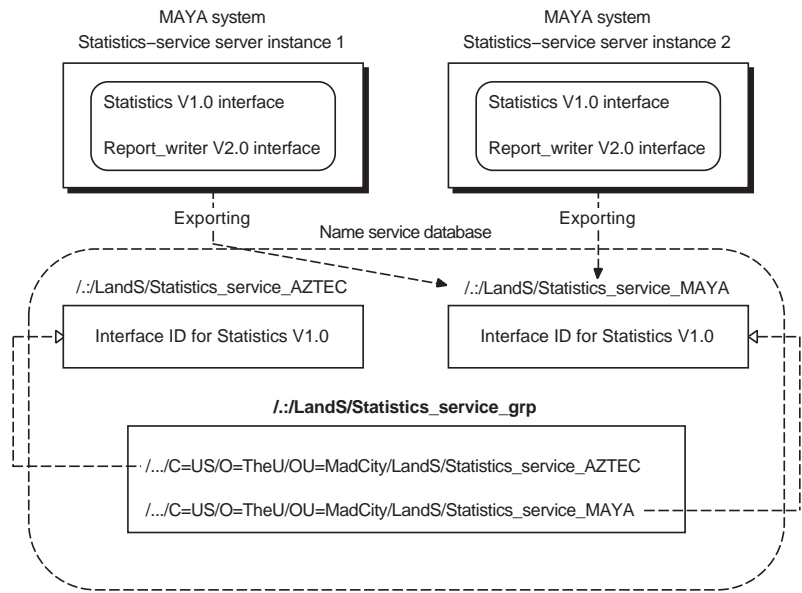 MAYA system
Statistics–service server instance 1
MAYA system
Statistics–service server instance 2
Statistics V1.0 interface
Report_writer V2.0 interface
Statistics V1.0 interface
Report_writer V2.0 interface
Exporting
Exporting
Name service database
/.:/LandS/Statistics_service_AZTEC
/.:/LandS/Statistics_service_MAYA
Interface ID for Statistics V1.0
Interface ID for Statistics V1.0
/.:/LandS/Statistics_service_grp
/.../C=US/O=TheU/OU=MadCity/LandS/Statistics_service_AZTEC
/.../C=US/O=TheU/OU=MadCity/LandS/Statistics_service_MAYA